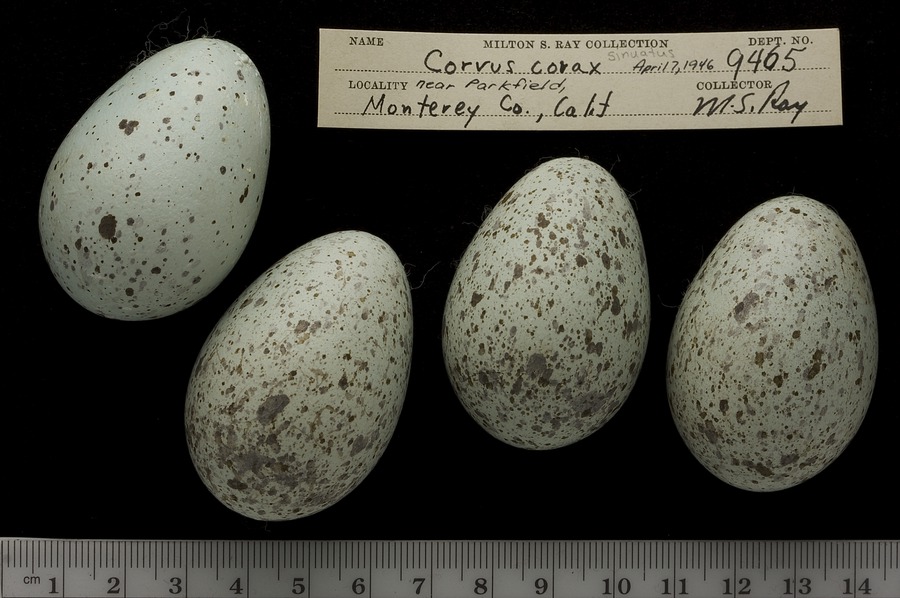 NAME MILTON S. RAY COLLECTION DEPT. NO.
sinuatus
Corvus corax April 7, 1946 9465
LOCALITY near Parkfield, COLLECTOR
Monterey Co., Calif M.S. Ray
cm 1 2 3 4 5 6 7 8 9 10 11 12 13 14